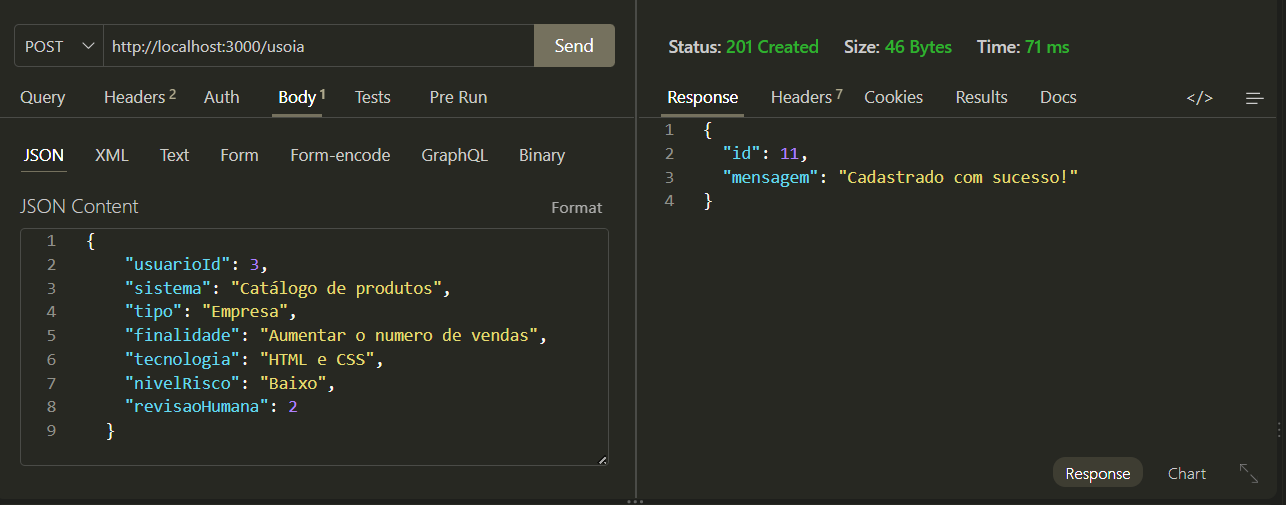 POST http://localhost:3000/usoia Send
Query Headers 2 Auth Body 1 Tests Pre Run
JSON XML Text Form Form-encode GraphQL Binary
JSON Content Format
1 {
2 "usuarioId": 3,
3 "sistema": "Catálogo de produtos",
4 "tipo": "Empresa",
5 "finalidade": "Aumentar o numero de vendas",
6 "tecnologia": "HTML e CSS",
7 "nivelRisco": "Baixo",
8 "revisaoHumana": 2
9 }
Status: 201 Created Size: 46 Bytes Time: 71 ms
Response Headers 7 Cookies Results Docs </>
1 {
2 "id": 11,
3 "mensagem": "Cadastrado com sucesso!"
4 }
Response Chart